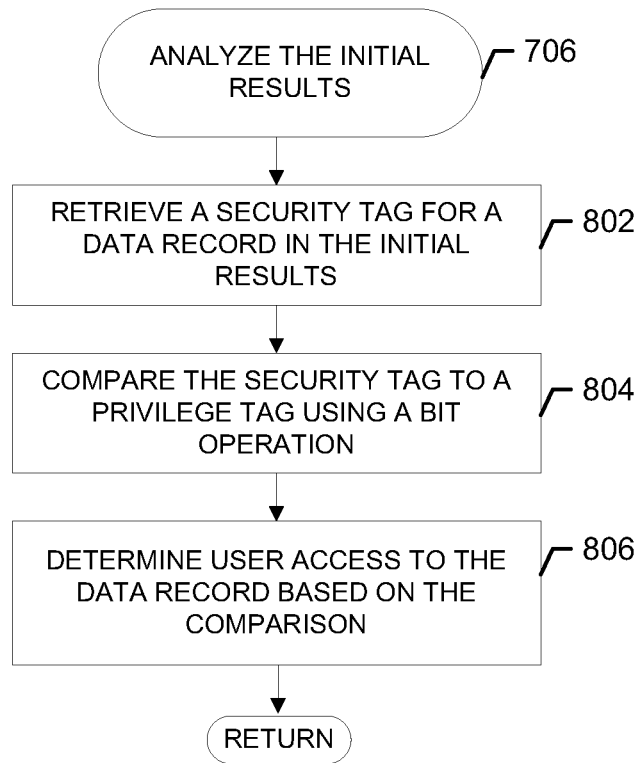 ANALYZE THE INITIAL
RESULTS
706
RETRIEVE A SECURITY TAG FOR A
DATA RECORD IN THE INITIAL
RESULTS
802
COMPARE THE SECURITY TAG TO A
PRIVILEGE TAG USING A BIT
OPERATION
804
DETERMINE USER ACCESS TO THE
DATA RECORD BASED ON THE
COMPARISON
806
RETURN